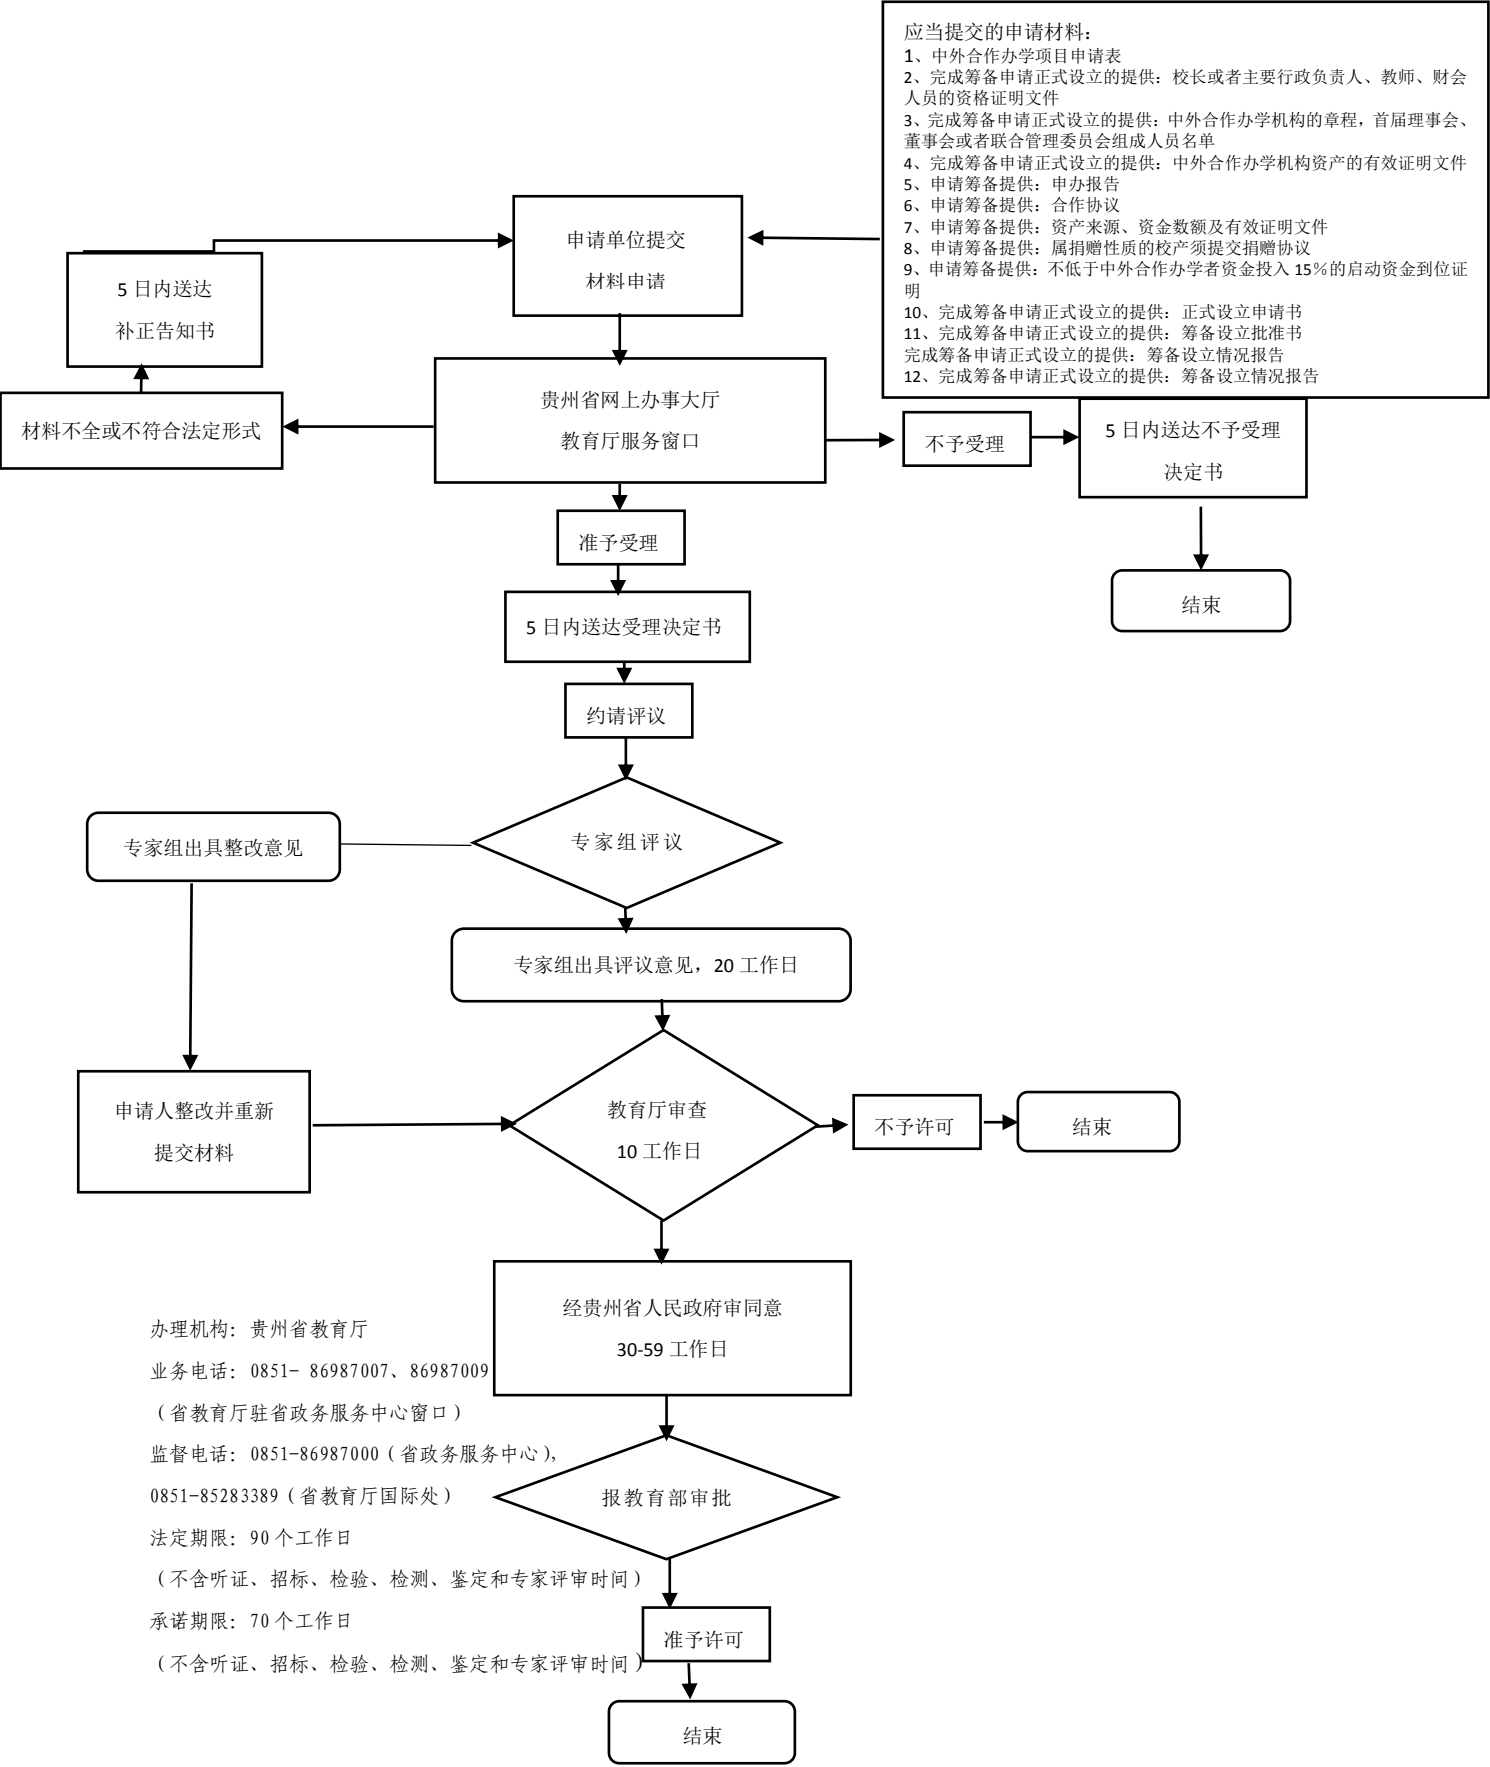 应当提交的申请材料：
1、中外合作办学项目申请表
2、完成筹备申请正式设立的提供：校长或者主要行政负责人、教师、财会
人员的资格证明文件
3、完成筹备申请正式设立的提供：中外合作办学机构的章程，首届理事会、
董事会或者联合管理委员会组成人员名单
4、完成筹备申请正式设立的提供：中外合作办学机构资产的有效证明文件
5、申请筹备提供：申办报告
6、申请筹备提供：合作协议
7、申请筹备提供：资产来源、资金数额及有效证明文件
8、申请筹备提供：属捐赠性质的校产须提交捐赠协议
9、申请筹备提供：不低于中外合作办学者资金投入 15％的启动资金到位证
明
10、完成筹备申请正式设立的提供：正式设立申请书
11、完成筹备申请正式设立的提供：筹备设立批准书
完成筹备申请正式设立的提供：筹备设立情况报告
12、完成筹备申请正式设立的提供：筹备设立情况报告
申请单位提交
材料申请
5 日内送达
补正告知书
材料不全或不符合法定形式
贵州省网上办事大厅
教育厅服务窗口
不予受理
5 日内送达不予受理
决定书
结束
准予受理
5 日内送达受理决定书
约请评议
专家组评议
专家组出具整改意见
专家组出具评议意见，20 工作日
申请人整改并重新
提交材料
教育厅审查
10 工作日
不予许可
结束
经贵州省人民政府审同意
30-59 工作日
办理机构：贵州省教育厅
业务电话：0851- 86987007、86987009
（省教育厅驻省政务服务中心窗口）
监督电话：0851-86987000（省政务服务中心），
0851-85283389（省教育厅国际处）
法定期限：90 个工作日
（不含听证、招标、检验、检测、鉴定和专家评审时间）
承诺期限：70 个工作日
（不含听证、招标、检验、检测、鉴定和专家评审时间）
报教育部审批
准予许可
结束